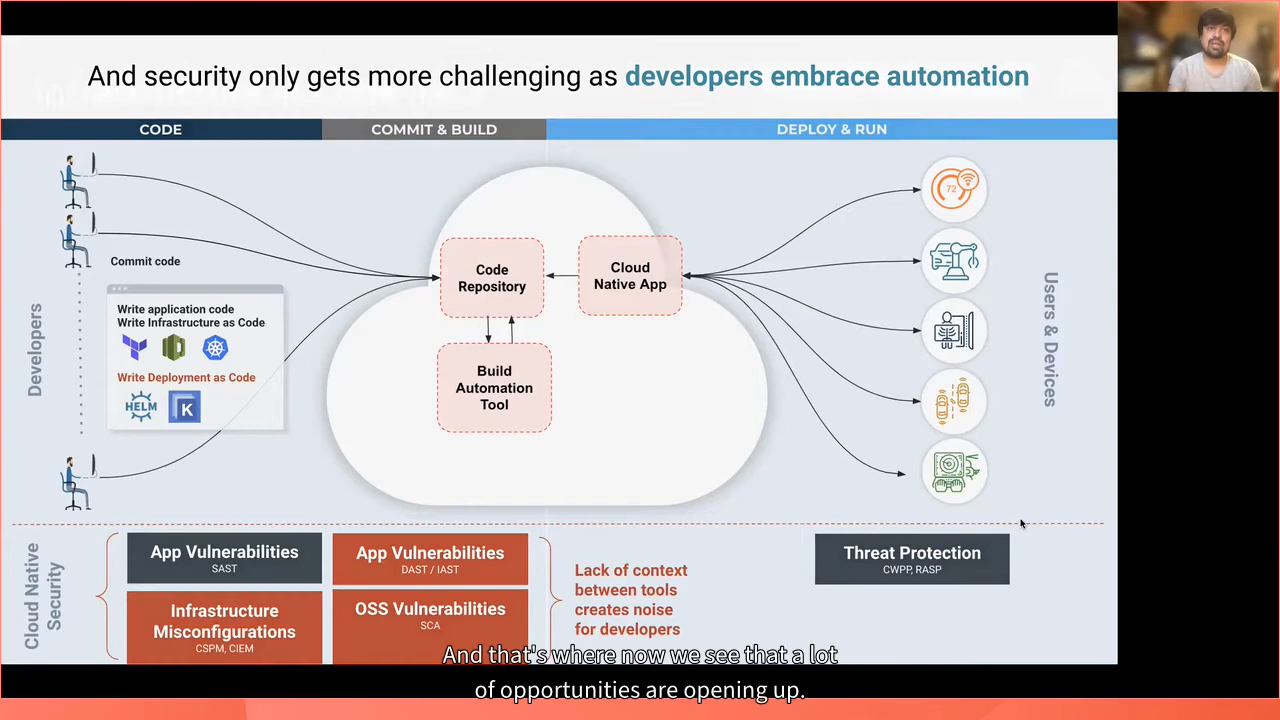 And security only gets more challenging as developers embrace automation
CODE
COMMIT & BUILD
DEPLOY & RUN
Developers
Commit code
Write application code
Write Infrastructure as Code
Write Deployment as Code
HELM
K
Code
Repository
Cloud
Native App
Build
Automation
Tool
72
Users & Devices
Cloud Native
Security
App Vulnerabilities
SAST
Infrastructure
Misconfigurations
CSPM, CIEM
App Vulnerabilities
DAST / IAST
OSS Vulnerabilities
SCA
Lack of context
between tools
creates noise
for developers
Threat Protection
CWPP, RASP
And that's where now we see that a lot
of opportunities are opening up.